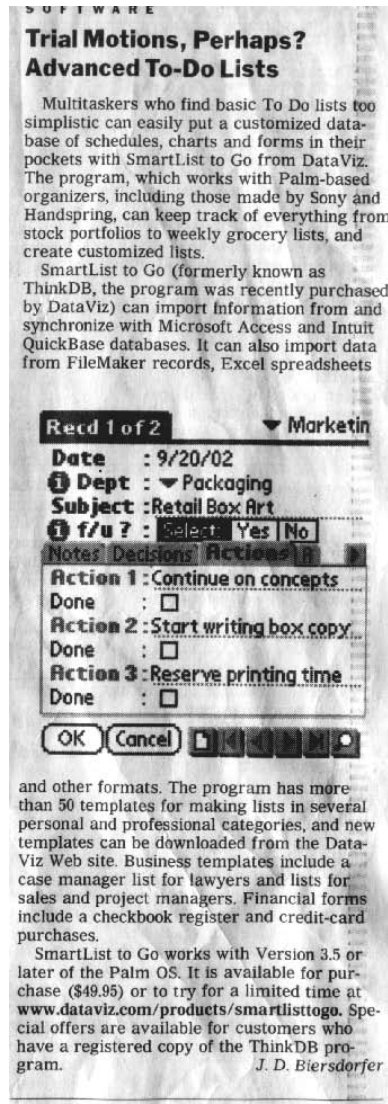 SOFTWARE
Trial Motions, Perhaps?
Advanced To-Do Lists
Multitaskers who find basic To Do lists too
simplistic can easily put a customized data-
base of schedules, charts and forms in their
pockets with SmartList to Go from DataViz.
The program, which works with Palm-based
organizers, including those made by Sony and
Handspring, can keep track of everything from
stock portfolios to weekly grocery lists, and
create customized lists.
SmartList to Go (formerly known as
ThinkDB, the program was recently purchased
by DataViz) can import information from and
synchronize with Microsoft Access and Intuit
QuickBase databases. It can also import data
from FileMaker records, Excel spreadsheets
Recd 1 of 2 Marketin
Date : 9/20/02
Dept : Packaging
Subject : Retail Box Art
f/u ? : Select Yes No
Notes Decisions Actions R
Action 1 : Continue on concepts
Done :
Action 2 : Start writing box copy
Done :
Action 3 : Reserve printing time
Done :
OK Cancel
and other formats. The program has more
than 50 templates for making lists in several
personal and professional categories, and new
templates can be downloaded from the Data-
Viz Web site. Business templates include a
case manager list for lawyers and lists for
sales and project managers. Financial forms
include a checkbook register and credit-card
purchases.
SmartList to Go works with Version 3.5 or
later of the Palm OS. It is available for pur-
chase ($49.95) or to try for a limited time at
www.dataviz.com/products/smartlisttogo. Spe-
cial offers are available for customers who
have a registered copy of the ThinkDB pro-
gram. J. D. Biersdorfer